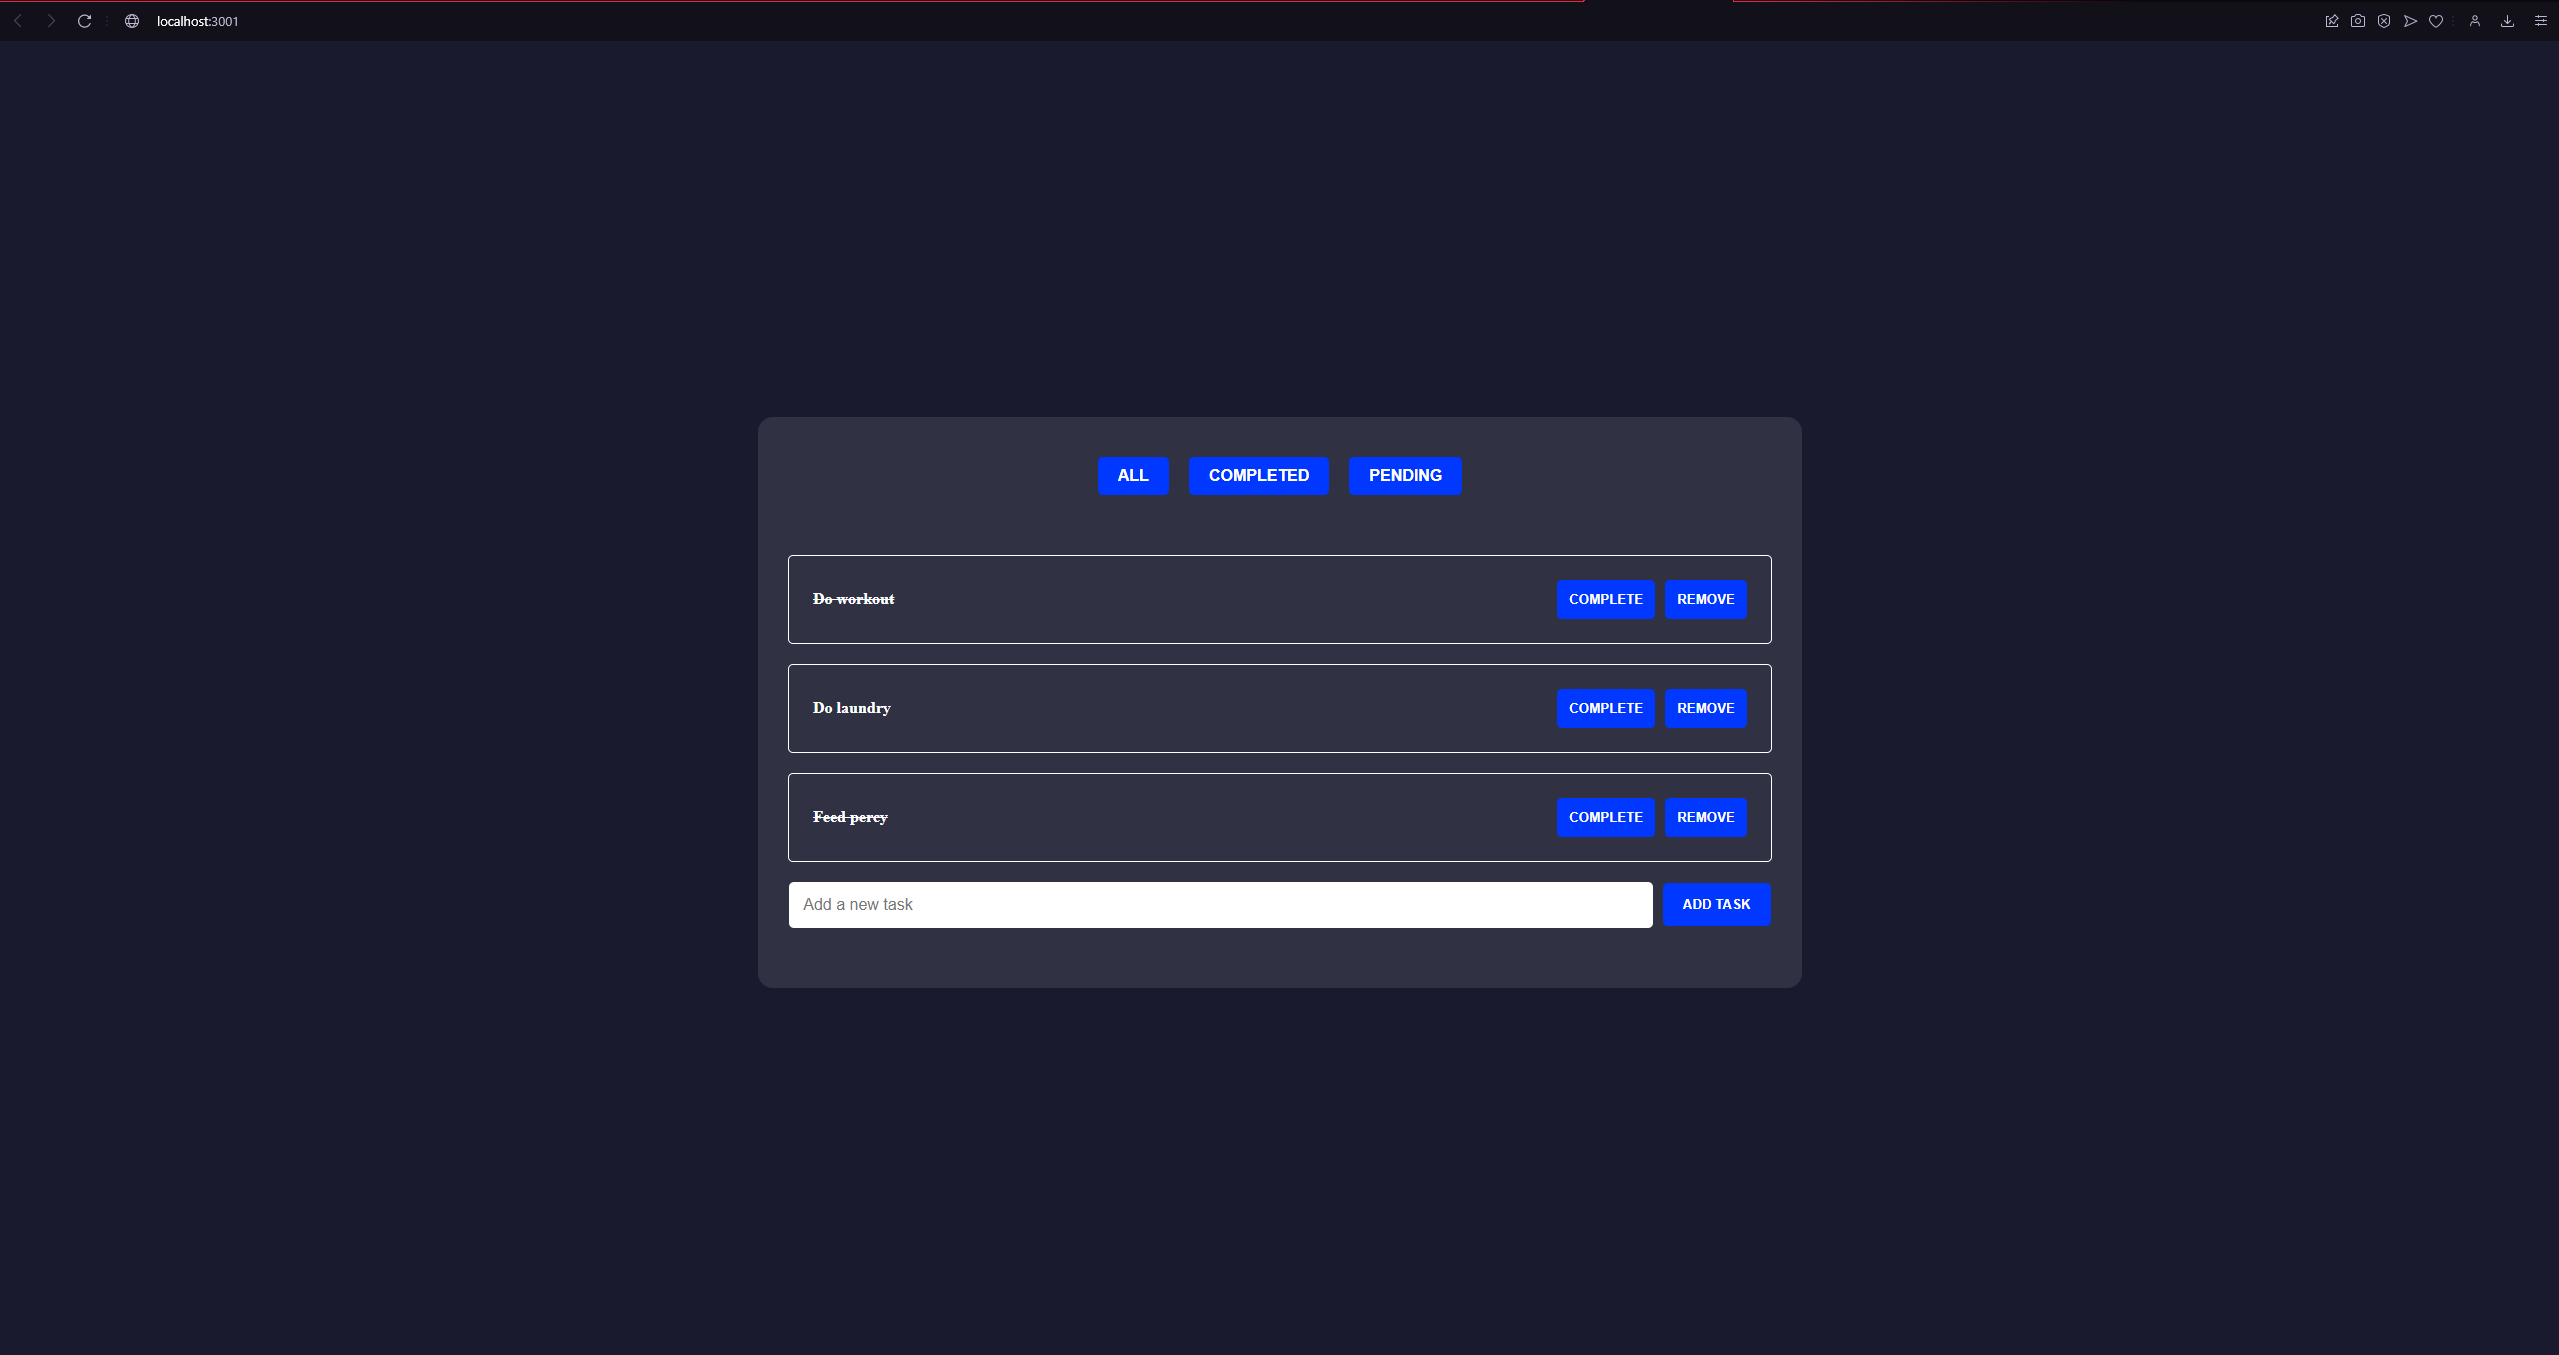 localhost:3001
ALL COMPLETED PENDING
Do workout COMPLETE REMOVE
Do laundry COMPLETE REMOVE
Feed percy COMPLETE REMOVE
Add a new task ADD TASK